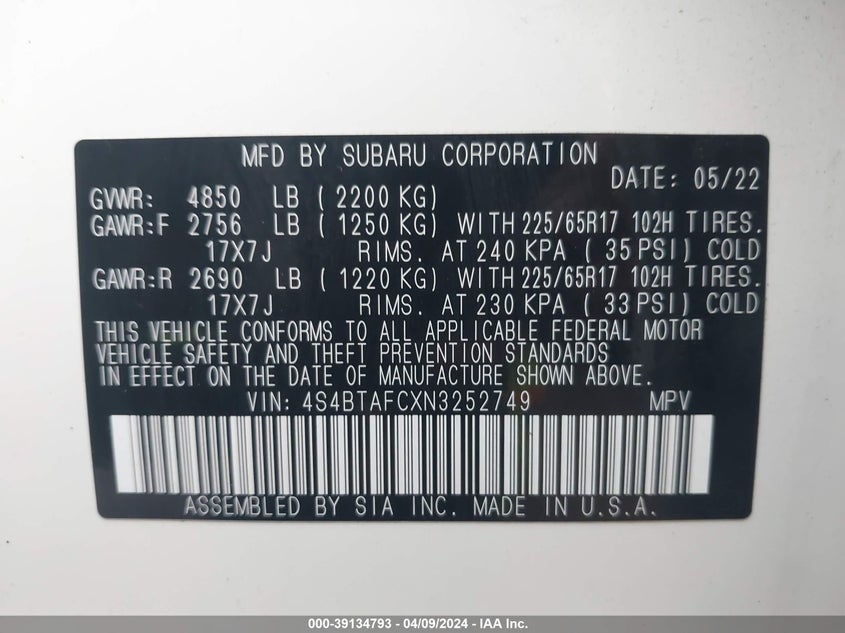 MFD BY SUBARU CORPORATION
DATE: 05/22
GVWR: 4850 LB ( 2200 KG)
GAWR:F 2756 LB ( 1250 KG) WITH 225/65R17 102H TIRES.
17X7J RIMS. AT 240 KPA ( 35 PSI) COLD
GAWR:R 2690 LB ( 1220 KG) WITH 225/65R17 102H TIRES.
17X7J RIMS. AT 230 KPA ( 33 PSI) COLD
THIS VEHICLE CONFORMS TO ALL APPLICABLE FEDERAL MOTOR
VEHICLE SAFETY AND THEFT PREVENTION STANDARDS
IN EFFECT ON THE DATE OF MANUFACTURE SHOWN ABOVE.
VIN: 4S4BTAFCXN3252749 MPV
ASSEMBLED BY SIA INC. MADE IN U.S.A.
000-39134793 - 04/09/2024 - IAA Inc.